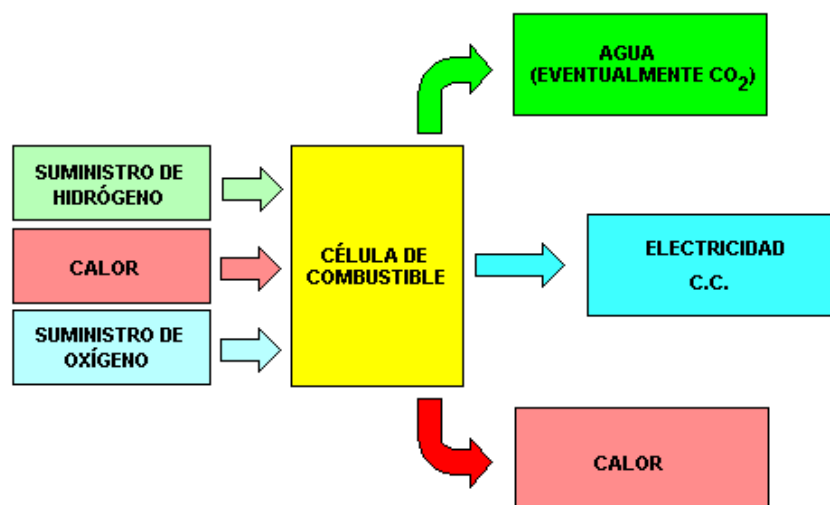 AGUA
(EVENTUALMENTE CO2)
SUMINISTRO DE
HIDRÓGENO
CALOR
SUMINISTRO DE
OXÍGENO
CÉLULA DE
COMBUSTIBLE
ELECTRICIDAD
C.C.
CALOR